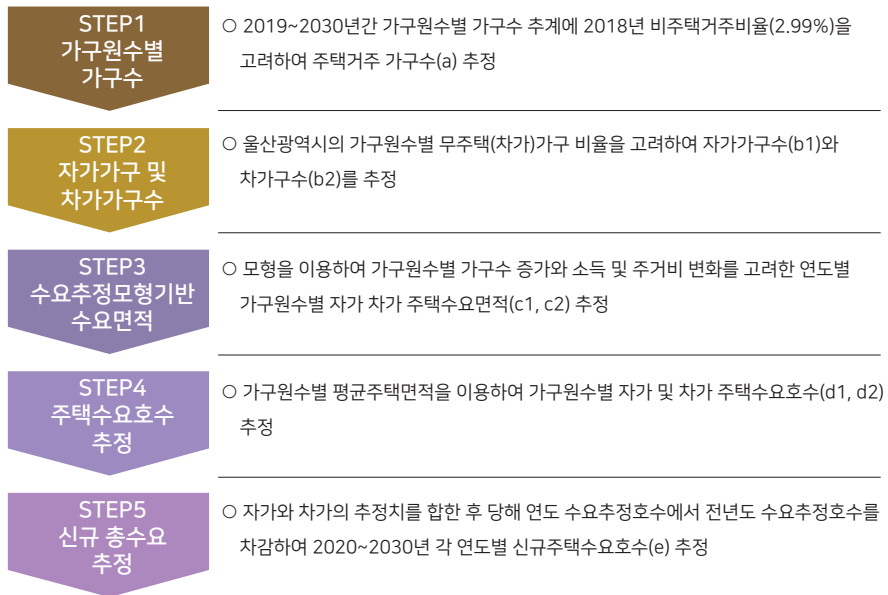 STEP1
가구원수별
가구수
○ 2019~2030년간 가구원수별 가구수 추계에 2018년 비주택거주비율(2.99%)을
고려하여 주택거주 가구수(a) 추정
STEP2
자가가구 및
차가가구수
○ 울산광역시의 가구원수별 무주택(차가)가구 비율을 고려하여 자가가구수(b1)와
차가구수(b2)를 추정
STEP3
수요추정모형기반
수요면적
○ 모형을 이용하여 가구원수별 가구수 증가와 소득 및 주거비 변화를 고려한 연도별
가구원수별 자가 차가 주택수요면적(c1, c2) 추정
STEP4
주택수요호수
추정
○ 가구원수별 평균주택면적을 이용하여 가구원수별 자가 및 차가 주택수요호수(d1, d2)
추정
STEP5
신규 총수요
추정
○ 자가와 차가의 추정치를 합한 후 당해 연도 수요추정호수에서 전년도 수요추정호수를
차감하여 2020~2030년 각 연도별 신규주택수요호수(e) 추정